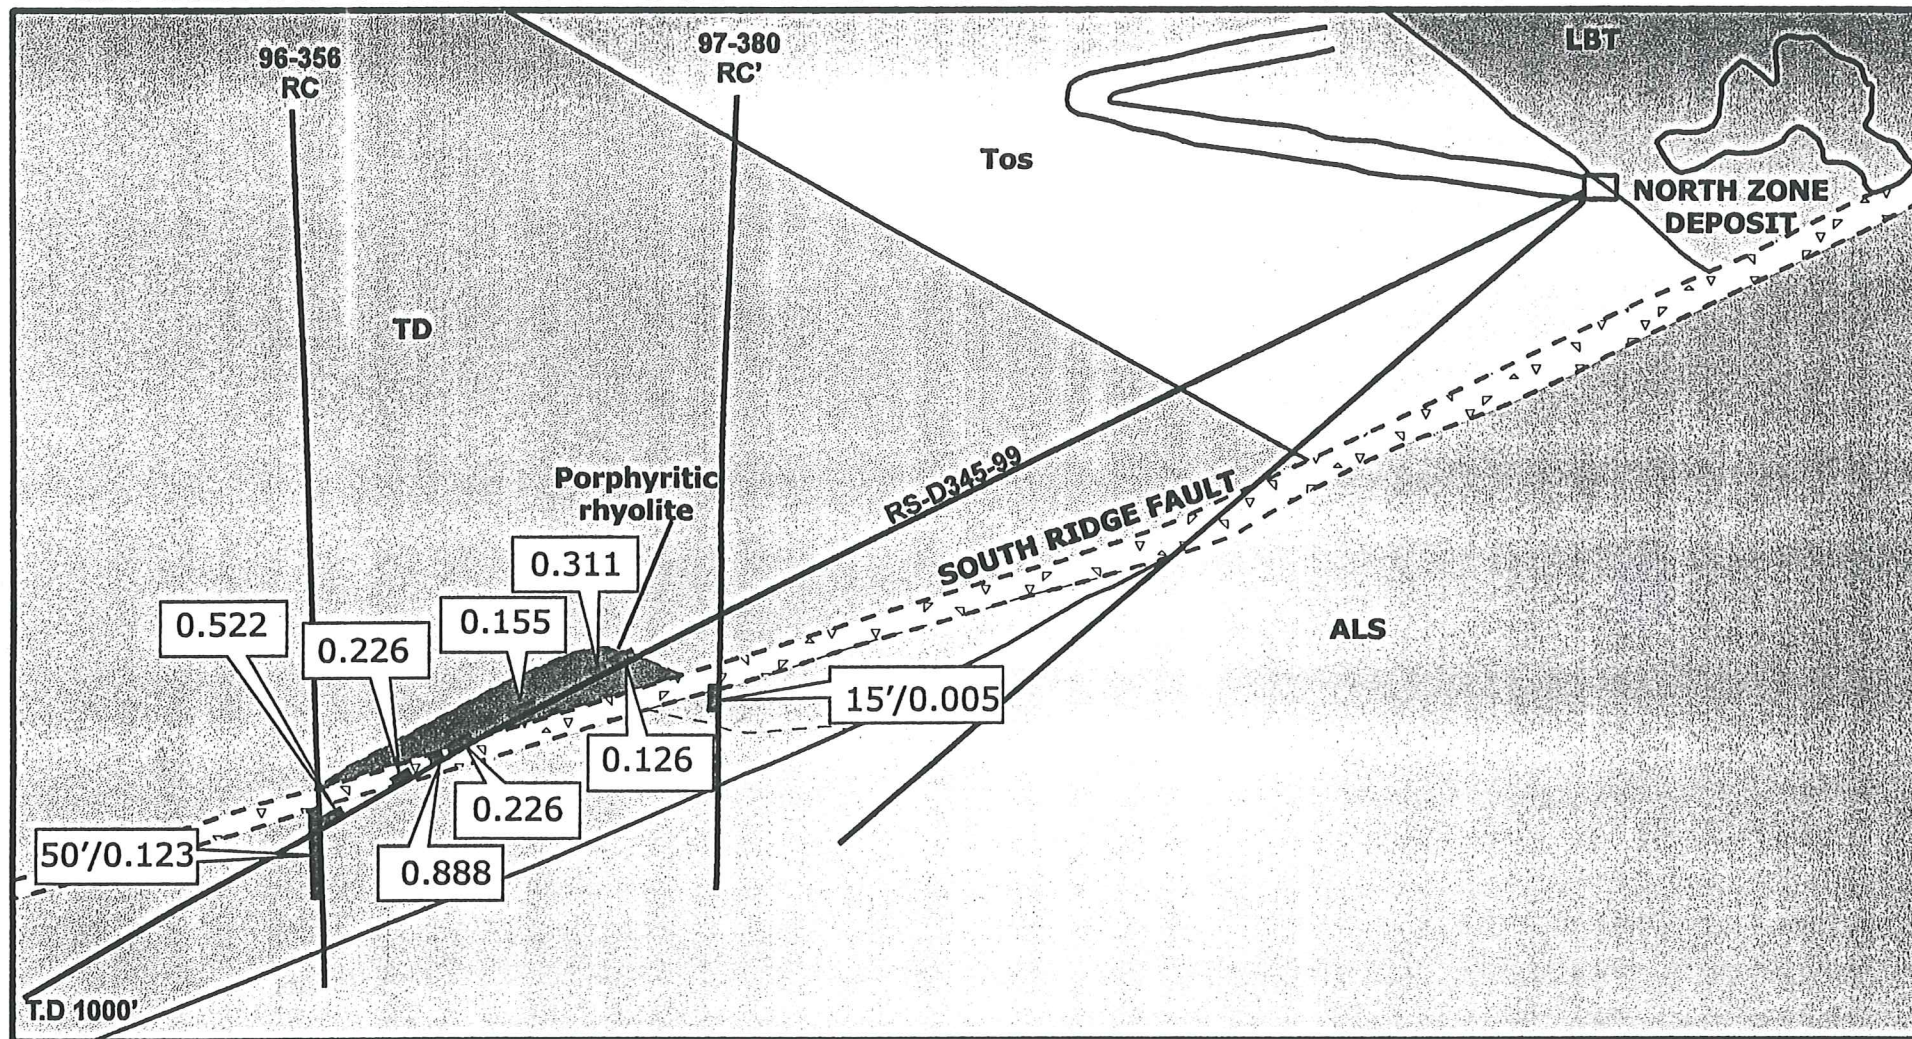 96-356
RC
97-380
RC'
LBT
Tos
NORTH ZONE
DEPOSIT
TD
Porphyritic
rhyolite
RS-D345-99
SOUTH RIDGE FAULT
0.311
0.522
0.155
0.226
ALS
15'/0.005
0.126
0.226
50'/0.123
0.888
T.D 1000'